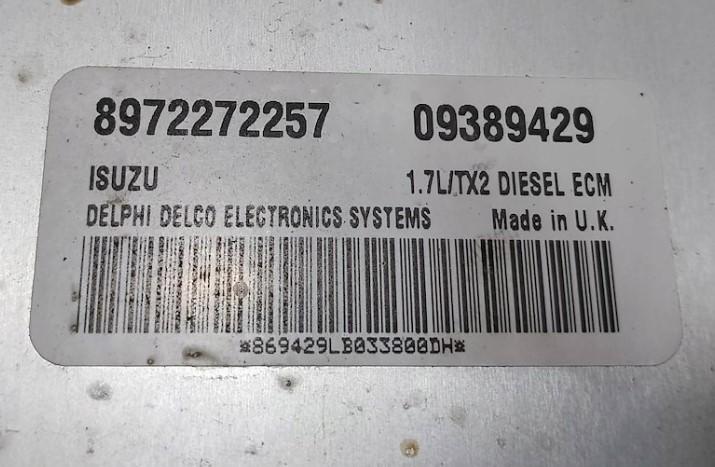 8972272257 09389429
ISUZU 1.7L/TX2 DIESEL ECM
DELPHI DELCO ELECTRONICS SYSTEMS Made in U.K.
*869429LB033800DH*